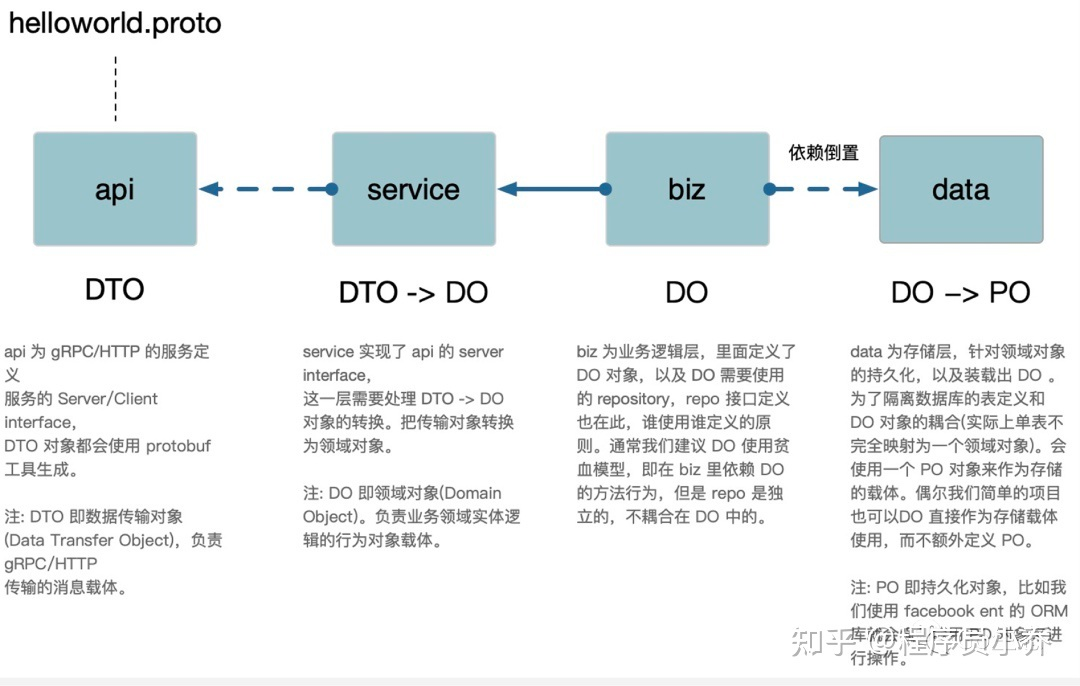 helloworld.proto
依赖倒置
api
service
biz
data
DTO
DTO -> DO
DO
DO –> PO
api 为 gRPC/HTTP 的服务定
义
服务的 Server/Client
interface,
DTO 对象都会使用 protobuf
工具生成。
注: DTO 即数据传输对象
(Data Transfer Object)，负责
gRPC/HTTP
传输的消息载体。
service 实现了 api 的 server
interface,
这一层需要处理 DTO -> DO
对象的转换。把传输对象转换
为领域对象。
注: DO 即领域对象(Domain
Object)。负责业务领域实体逻
辑的行为对象载体。
biz 为业务逻辑层，里面定义了
DO 对象，以及 DO 需要使用
的 repository，repo 接口定义
也在此，谁使用谁定义的原
则。通常我们建议 DO 使用贫
血模型，即在 biz 里依赖 DO
的方法行为，但是 repo 是独
立的，不耦合在 DO 中的。
data 为存储层，针对领域对象
的持久化，以及装载出 DO 。
为了隔离数据库的表定义和
DO 对象的耦合(实际上单表不
完全映射为一个领域对象)。会
使用一个 PO 对象来作为存储
的载体。偶尔我们简单的项目
也可以DO 直接作为存储载体
使用，而不额外定义 PO。
注: PO 即持久化对象，比如我
们使用 facebook ent 的 ORM
库就会 对象 进
行操作。
知乎 @程序员小乔